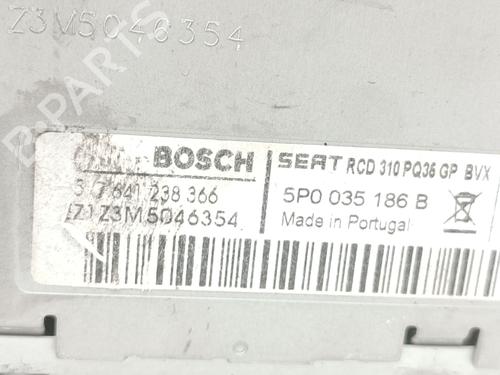 Z3M5046354
B-PARTS
BOSCH
SEAT RCD 310 PQ36 GP BVX
7 641 238 366
5P0 035 186 B
Z1Z3M5046354
Made in Portugal